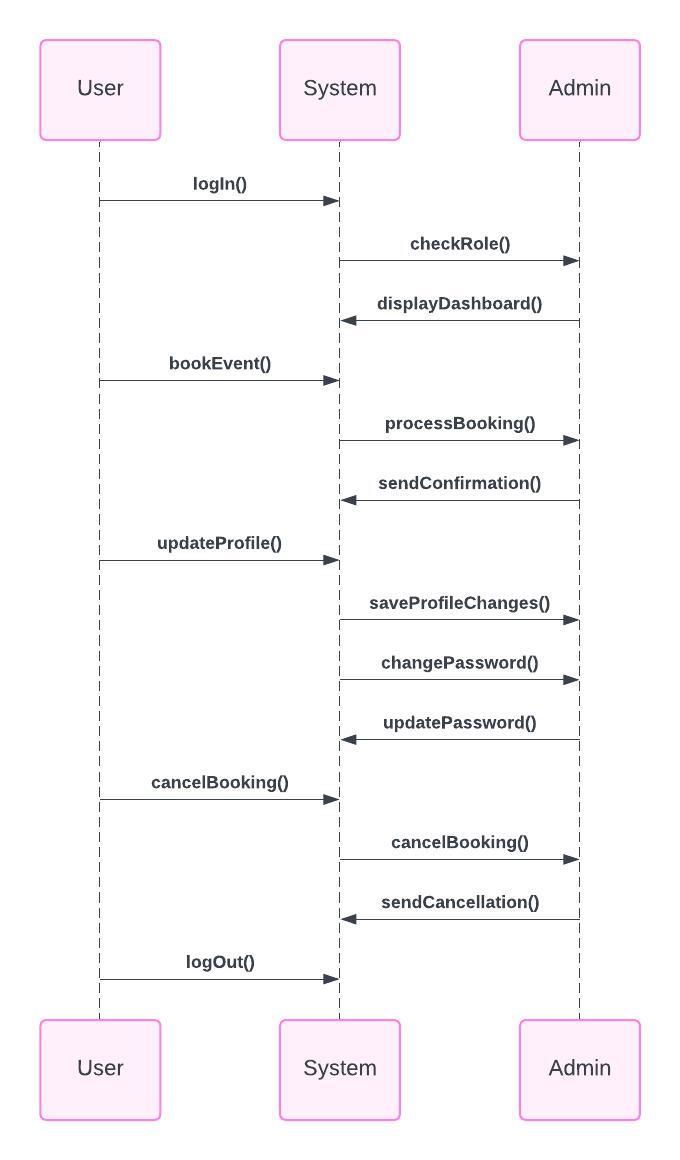 User
System
Admin
logIn()
checkRole()
displayDashboard()
bookEvent()
processBooking()
sendConfirmation()
updateProfile()
saveProfileChanges()
changePassword()
updatePassword()
cancelBooking()
cancelBooking()
sendCancellation()
logOut()
User
System
Admin